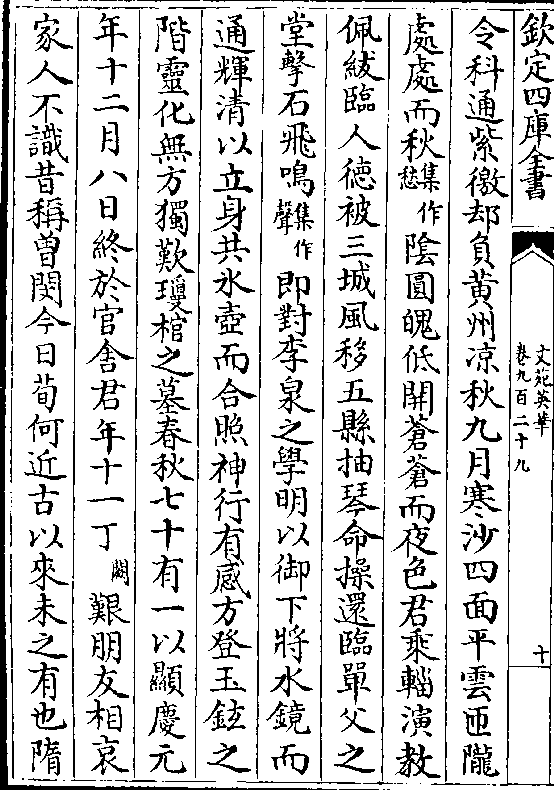 欽定四庫全書
文苑英華
卷九百二十九
十
令科通紫徼却負黄州凉秋九月寒沙四面平雲匝隴
處處而秋集作愁陰圓魄低開蒼蒼而夜色君乘輜演教
佩紱臨人徳被三城風移五縣抽琴命操還臨單父之
堂擊石飛鳴集作聲即對李泉之學明以御下將水鏡而
通輝清以立身共氷壺而合照神行有感方登玉鉉之
階靈化無方獨歎瓊棺之墓春秋七十有一以顯慶元
年十二月八日終於官舍君年十一丁闕艱朋友相哀
家人不識昔稱曽閔今日荀何近古以來未之有也隋